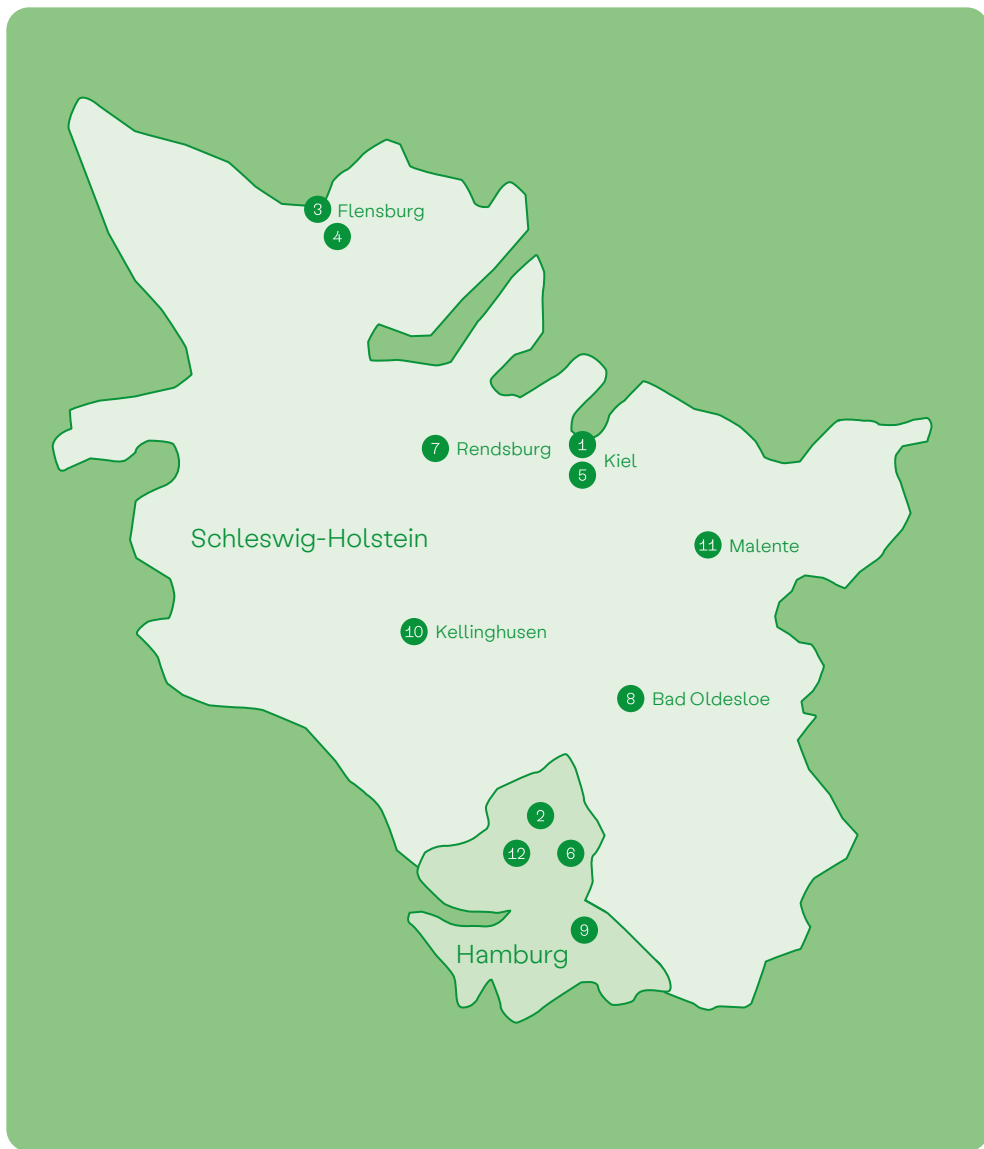 3 Flensburg
4
7 Rendsburg
1
Kiel
5
Schleswig-Holstein
11 Malente
10 Kellinghusen
8 Bad Oldesloe
2
12
6
9
Hamburg